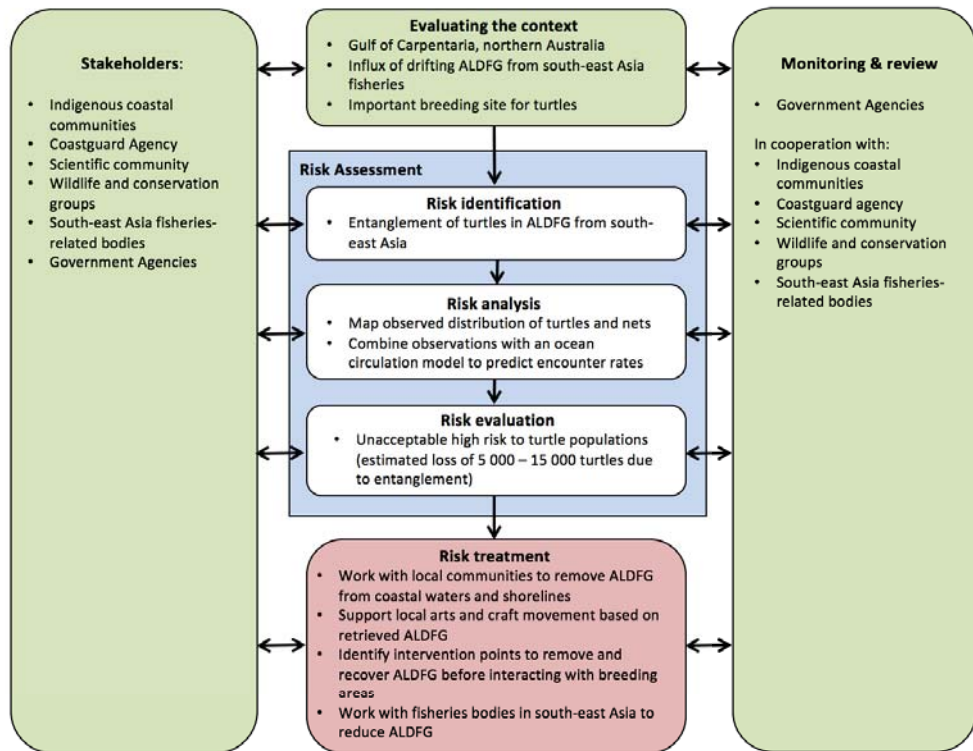 Stakeholders:
• Indigenous coastal
communities
• Coastguard Agency
• Scientific community
• Wildlife and conservation
groups
• South-east Asia fisheries-
related bodies
• Government Agencies
Evaluating the context
• Gulf of Carpentaria, northern Australia
• Influx of drifting ALDFG from south-east Asia
fisheries
• Important breeding site for turtles
Risk Assessment
Risk identification
• Entanglement of turtles in ALDFG from south-
east Asia
Risk analysis
• Map observed distribution of turtles and nets
• Combine observations with an ocean
circulation model to predict encounter rates
Risk evaluation
• Unacceptable high risk to turtle populations
(estimated loss of 5 000 – 15 000 turtles due
to entanglement)
Risk treatment
• Work with local communities to remove ALDFG
from coastal waters and shorelines
• Support local arts and craft movement based on
retrieved ALDFG
• Identify intervention points to remove and
recover ALDFG before interacting with breeding
areas
• Work with fisheries bodies in south-east Asia to
reduce ALDFG
Monitoring & review
• Government Agencies
In cooperation with:
• Indigenous coastal
communities
• Coastguard agency
• Scientific community
• Wildlife and conservation
groups
• South-east Asia fisheries-
related bodies